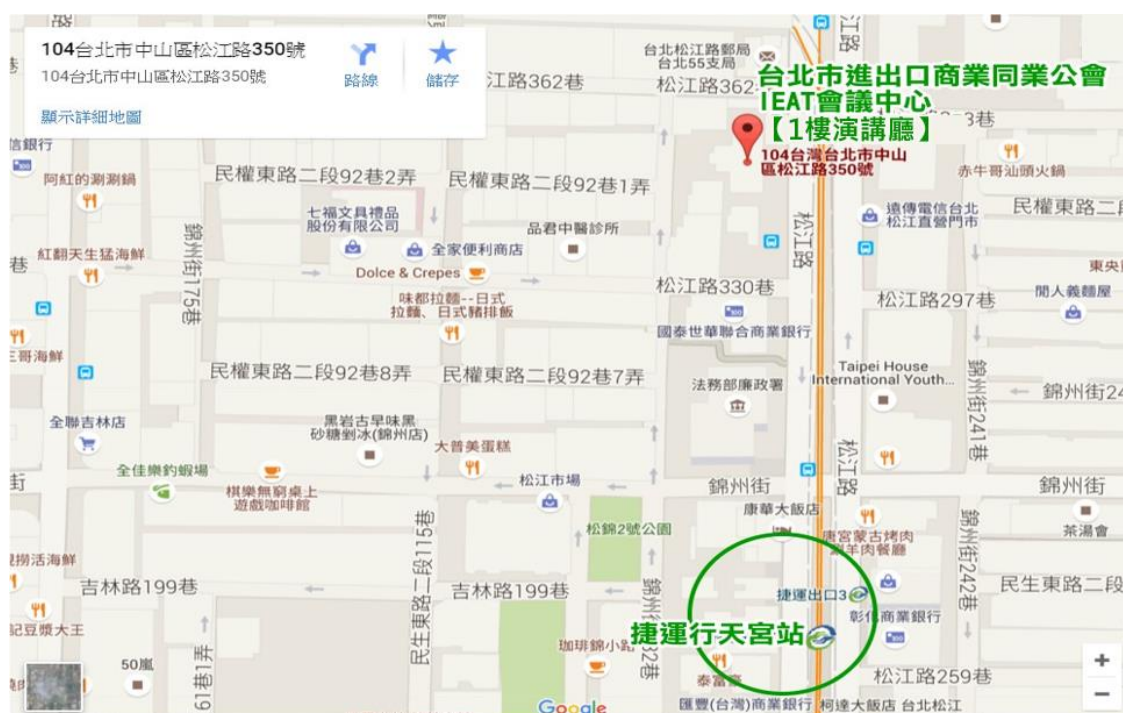 104台北市中山區松江路350號
104台北市中山區松江路350號
路線
儲存
顯示詳細地圖
江路362巷
台北松江路郵局
台北55支局
松江路362
台北市進出口商業同業公會
IEAT會議中心
【1樓演講廳】
104台灣台北市中山
區松江路350號
松江路
赤牛哥汕頭火鍋
信銀行
阿紅的涮涮鍋
民權東路二段92巷2弄
民權東路二段92巷1弄
七福文具禮品
股份有限公司
全家便利商店
品君中醫診所
遠傳電信台北
松江直營門市
民權東路二
紅翻天生猛海鮮
錦州街175巷
Dolce & Crepes
松江路
東央
巷
味都拉麵--日式
拉麵、日式豬排飯
松江路330巷
松江路297巷
閒人義麵屋
國泰世華聯合商業銀行
三哥海鮮
民權東路二段92巷8弄
民權東路二段92巷7弄
法務部廉政署
Taipei House
International Youth...
錦州街24
錦州街241巷
全聯吉林店
黑岩古早味黑
砂糖剉冰(錦州店)
大普美蛋糕
松江路
全佳樂釣蝦場
棋樂無窮桌上
遊戲咖啡館
松江市場
街
錦州街
錦州街
康華大飯店
松錦2號公園
唐宮蒙古烤肉
涮羊肉餐廳
茶湯會
錦州街242巷
撈活海鮮
民生東路二段115巷
吉林路199巷
吉林路199巷
捷運出口3
民生東路二段
彰化商業銀行
記豆漿大王
捷運行天宮站
珈琲錦小路
50嵐
61巷1弄
泰富豪
松江路259巷
Google
匯豐(台灣)商業銀行
柯達大飯店 台北松江
+
−